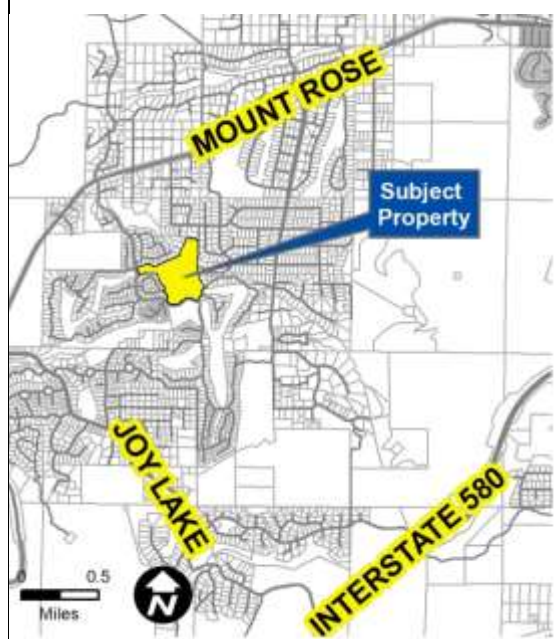 MOUNT ROSE
Subject
Property
JOY LAKE
INTERSTATE 580
0 0.5
Miles
N